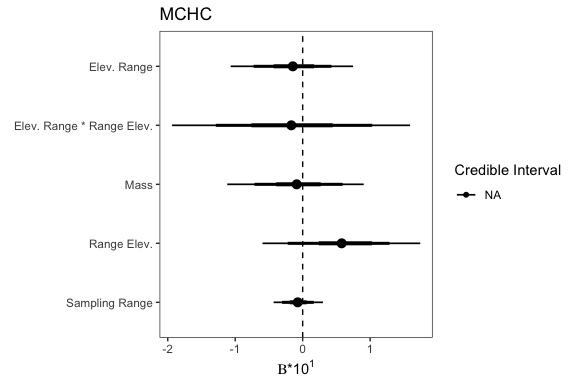 MCHC
Elev. Range
Elev. Range * Range Elev.
Mass
Range Elev.
Sampling Range
-2 -1 0 1
B*10^1
Credible Interval
NA